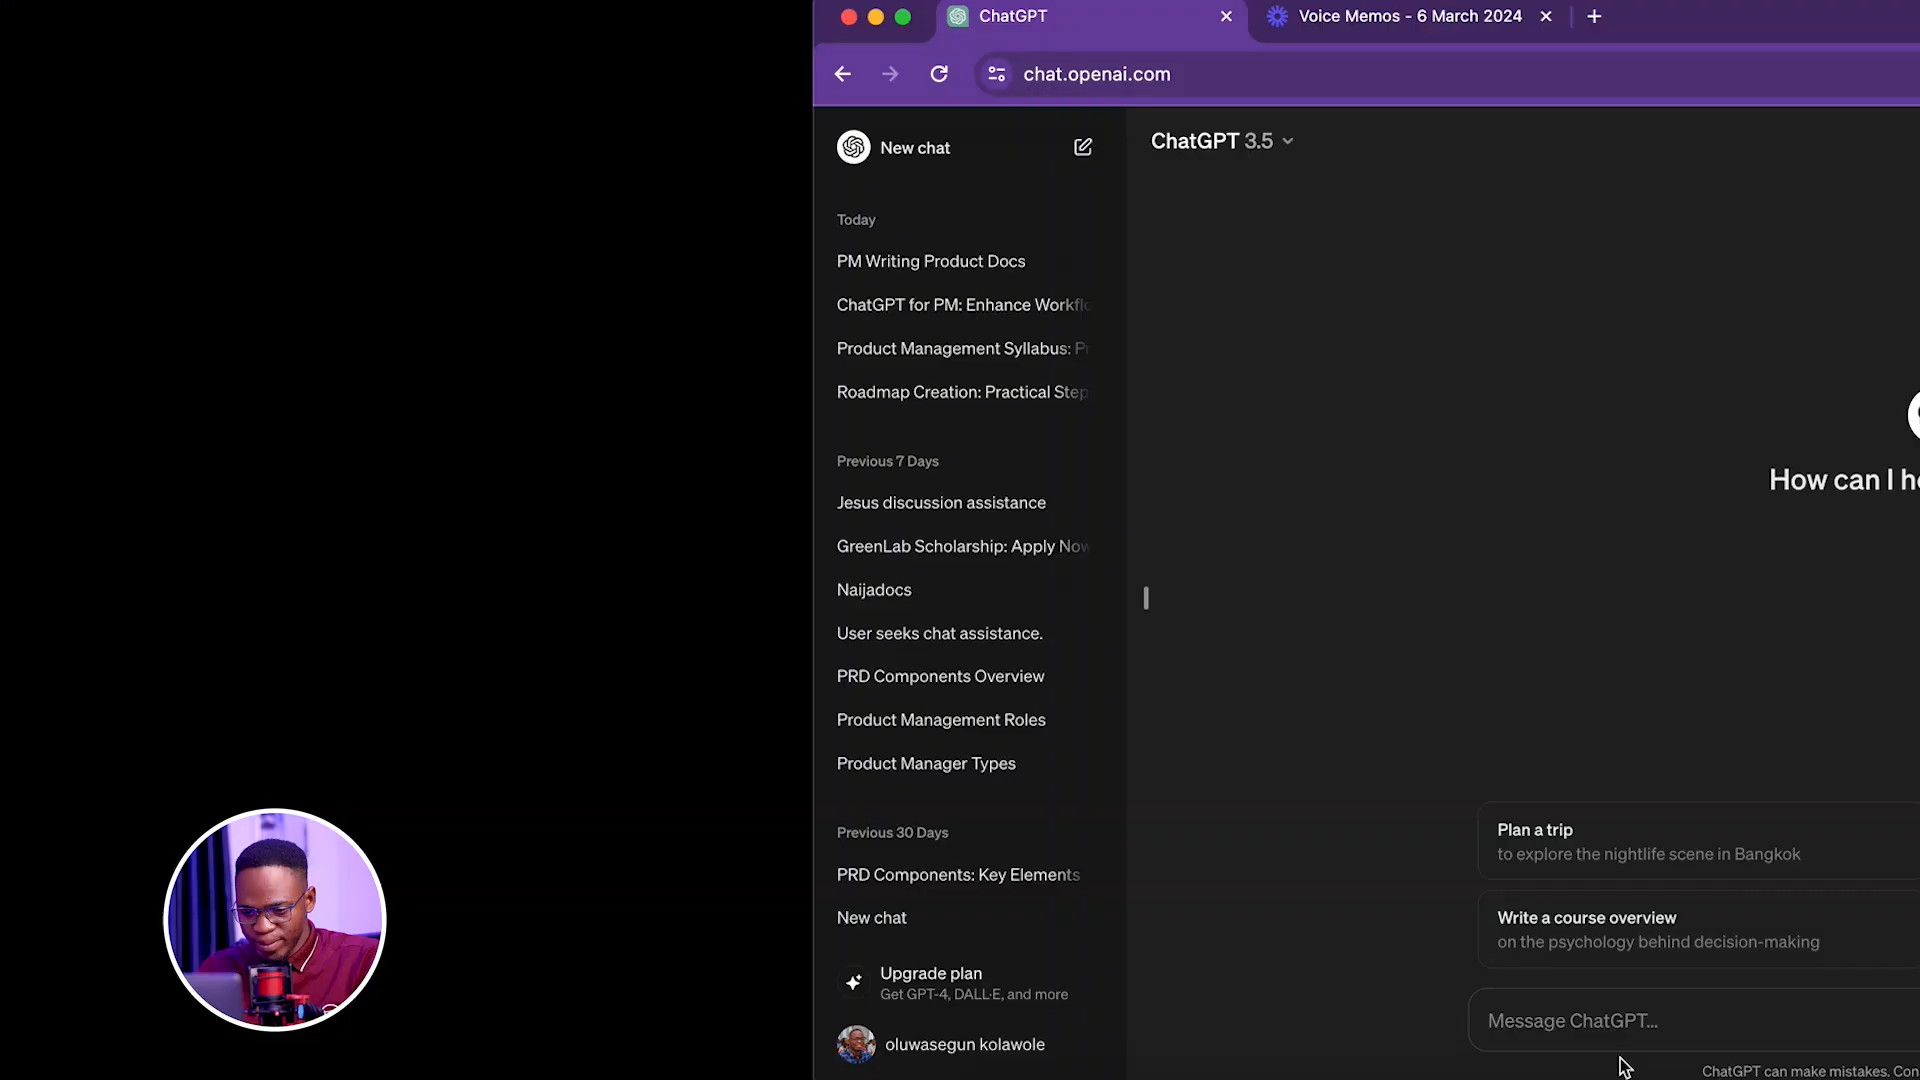 ChatGPT
Voice Memos - 6 March 2024
chat.openai.com
New chat
ChatGPT 3.5
Today
PM Writing Product Docs
ChatGPT for PM: Enhance
Product Management Syllabus:
Roadmap Creation: Practical
Previous 7 Days
Jesus discussion assistance
GreenLab Scholarship: Apply Now
Naijadocs
User seeks chat assistance.
PRD Components Overview
Product Management Roles
Product Manager Types
Previous 30 Days
PRD Components: Key Elements
New chat
Upgrade plan
Get GPT-4, DALL·E, and more
oluwasegun kolawole
How can I
Plan a trip
to explore the nightlife scene in Bangkok
Write a course overview
on the psychology behind decision-making
Message ChatGPT...
ChatGPT can make mistakes.